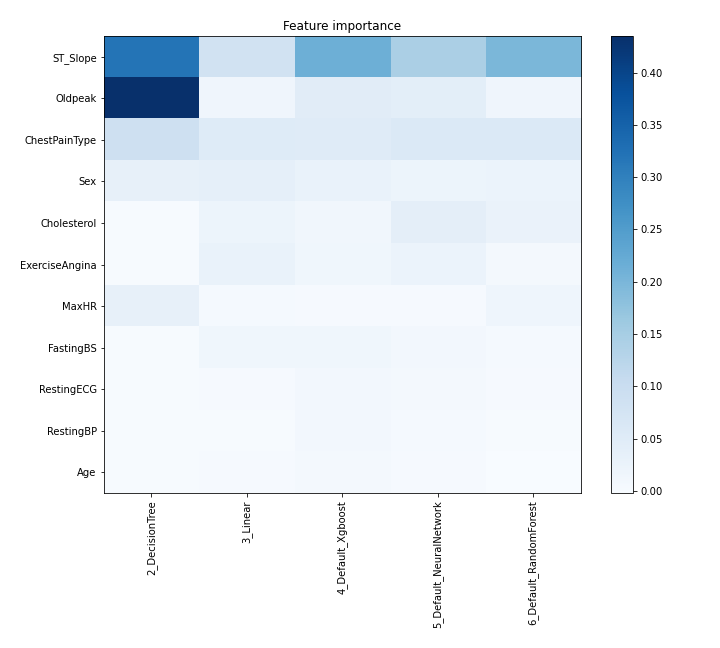 Feature importance
ST_Slope
Oldpeak
ChestPainType
Sex
Cholesterol
ExerciseAngina
MaxHR
FastingBS
RestingECG
RestingBP
Age
2_DecisionTree
3_Linear
4_Default_Xgboost
5_Default_NeuralNetwork
6_Default_RandomForest
0.40
0.35
0.30
0.25
0.20
0.15
0.10
0.05
0.00